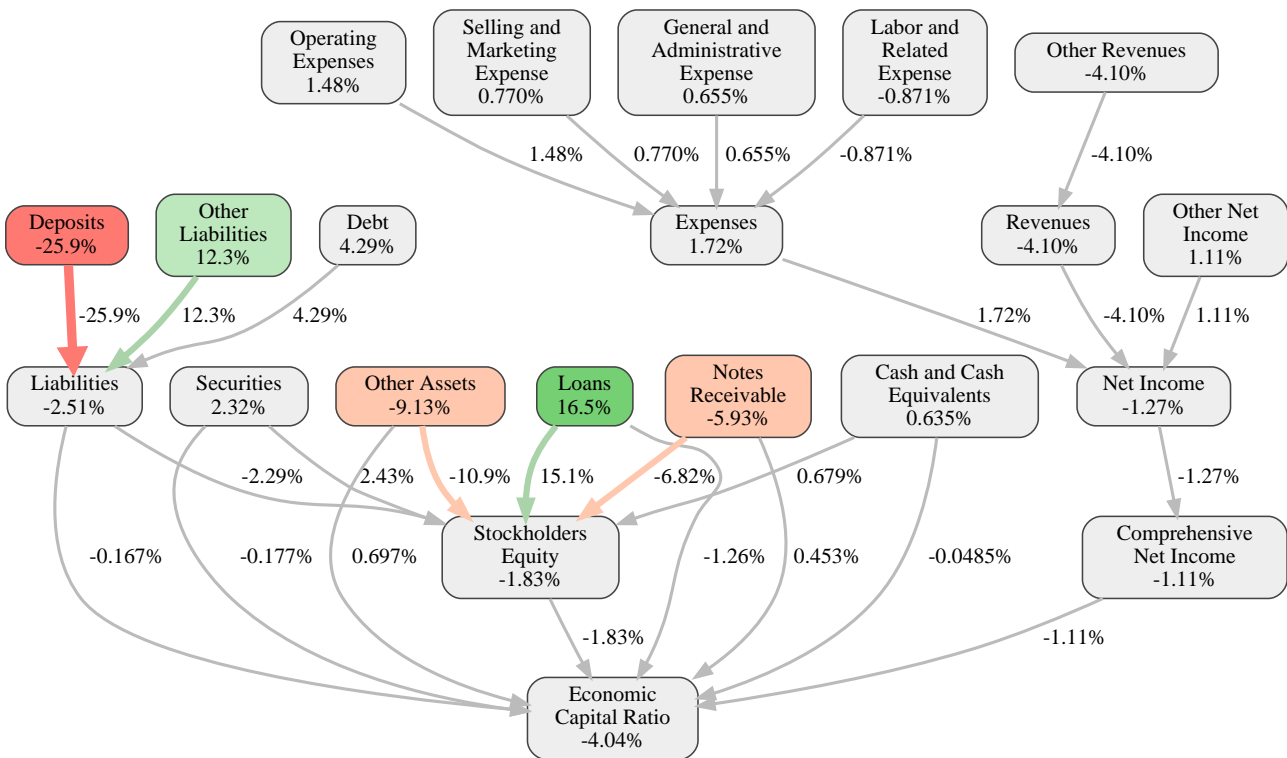 Operating
Expenses
1.48%
Selling and
Marketing
Expense
0.770%
General and
Administrative
Expense
0.655%
Labor and
Related
Expense
-0.871%
Other Revenues
-4.10%
1.48%
0.770%
0.655%
-0.871%
-4.10%
Deposits
-25.9%
Other
Liabilities
12.3%
Debt
4.29%
Expenses
1.72%
Revenues
-4.10%
Other Net
Income
1.11%
-25.9%
12.3%
4.29%
1.72%
-4.10%
1.11%
Liabilities
-2.51%
Securities
2.32%
Other Assets
-9.13%
Loans
16.5%
Notes
Receivable
-5.93%
Cash and Cash
Equivalents
0.635%
Net Income
-1.27%
-2.29%
2.43%
-10.9%
15.1%
-6.82%
0.679%
-1.27%
-0.167%
-0.177%
0.697%
Stockholders
Equity
-1.83%
-1.26%
0.453%
-0.0485%
Comprehensive
Net Income
-1.11%
-1.83%
-1.11%
Economic
Capital Ratio
-4.04%